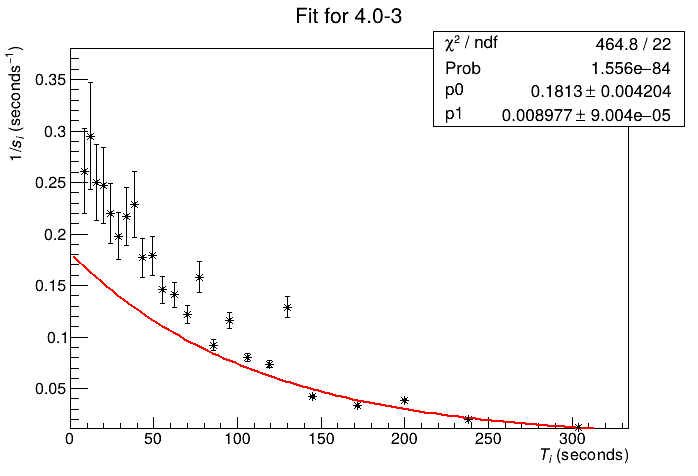 Fit for 4.0-3
χ² / ndf 464.8 / 22
Prob 1.556e−84
p0 0.1813 ± 0.004204
p1 0.008977 ± 9.004e−05
1/sᵢ (seconds⁻¹)
0.35
0.3
0.25
0.2
0.15
0.1
0.05
0 50 100 150 200 250 300
Tᵢ (seconds)